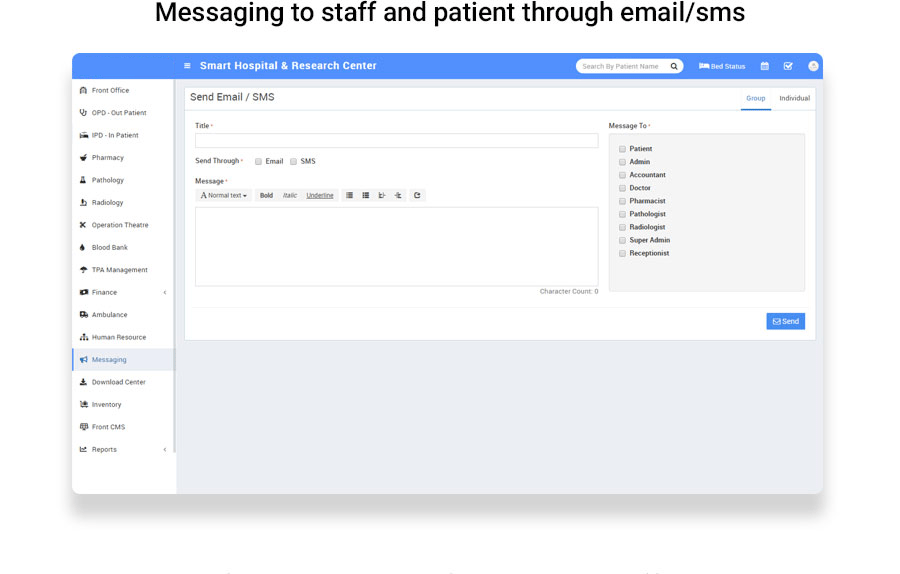 Messaging to staff and patient through email/sms
Smart Hospital & Research Center
Search By Patient Name
Bed Status
Front Office
OPD - Out Patient
IPD - In Patient
Pharmacy
Pathology
Radiology
Operation Theatre
Blood Bank
TPA Management
Finance
Ambulance
Human Resource
Messaging
Download Center
Inventory
Front CMS
Reports
Send Email / SMS
Group Individual
Title *
Send Through * Email SMS
Message *
A Normal text Bold Italic Underline
Character Count: 0
Message To *
Patient
Admin
Accountant
Doctor
Pharmacist
Pathologist
Radiologist
Super Admin
Receptionist
Send